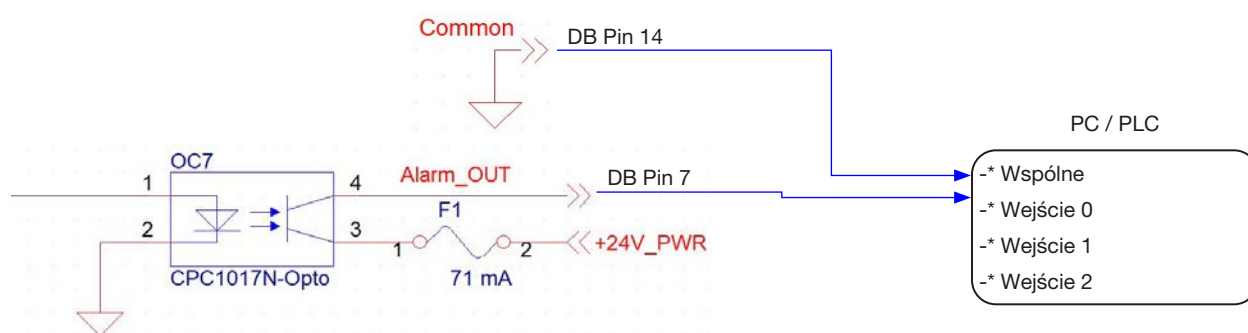 Common
DB Pin 14
PC / PLC
OC7
1
4
Alarm_OUT
DB Pin 7
-* Wspólne
F1
-* Wejście 0
2
3
1
2
+24V_PWR
-* Wejście 1
CPC1017N-Opto
71 mA
-* Wejście 2